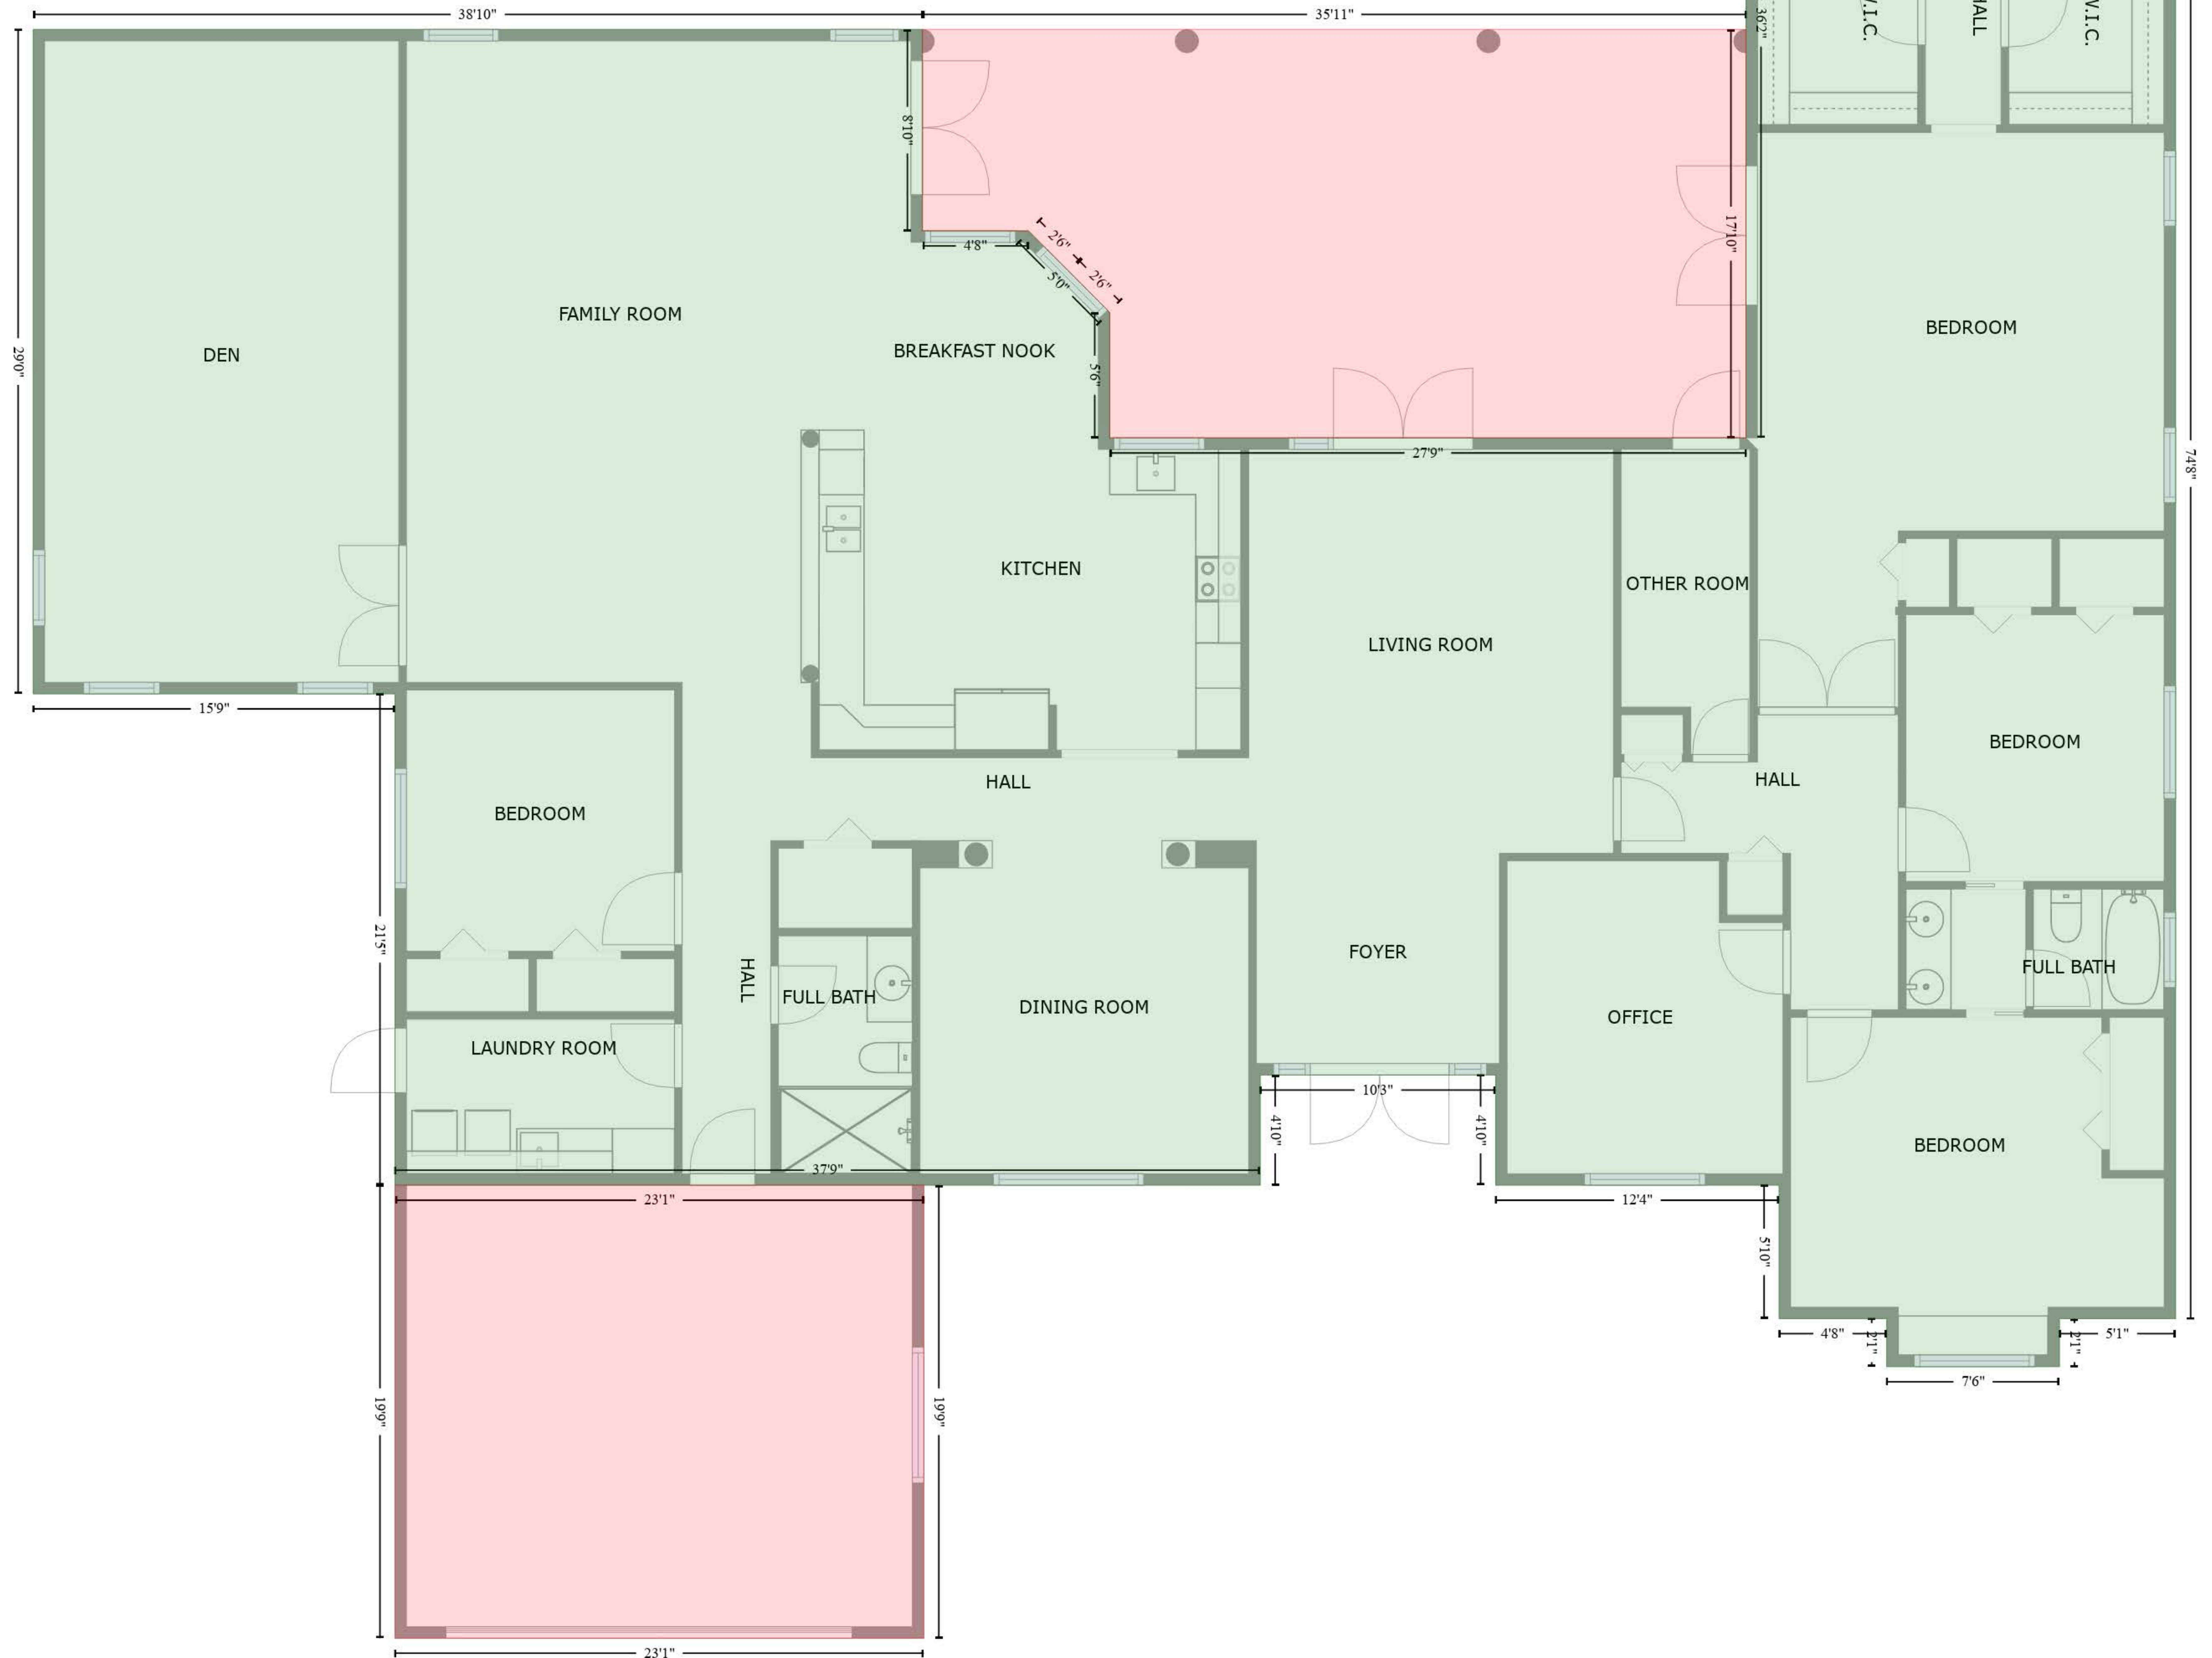 38'10"
35'11"
36'2"
W.I.C.
HALL
W.I.C.
8'10"
17'10"
4'8"
2'6"
2'6"
5'0"
5'6"
27'9"
29'0"
FAMILY ROOM
DEN
BREAKFAST NOOK
BEDROOM
74'8"
KITCHEN
OTHER ROOM
LIVING ROOM
15'9"
BEDROOM
HALL
HALL
BEDROOM
21'5"
HALL
FULL BATH
DINING ROOM
FOYER
OFFICE
FULL BATH
LAUNDRY ROOM
10'3"
4'10"
4'10"
BEDROOM
37'9"
23'1"
12'4"
5'10"
4'8"
2'1"
2'1"
5'1"
7'6"
19'9"
19'9"
23'1"